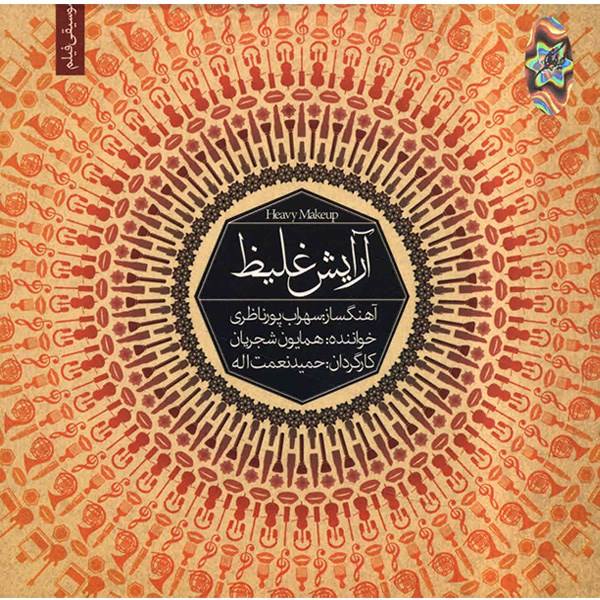 موسیقی فیلم
Heavy Makeup
آرایش غلیظ
آهنگساز: سهراب پورناظری
خواننده: همایون شجریان
کارگردان: حمید نعمت اله